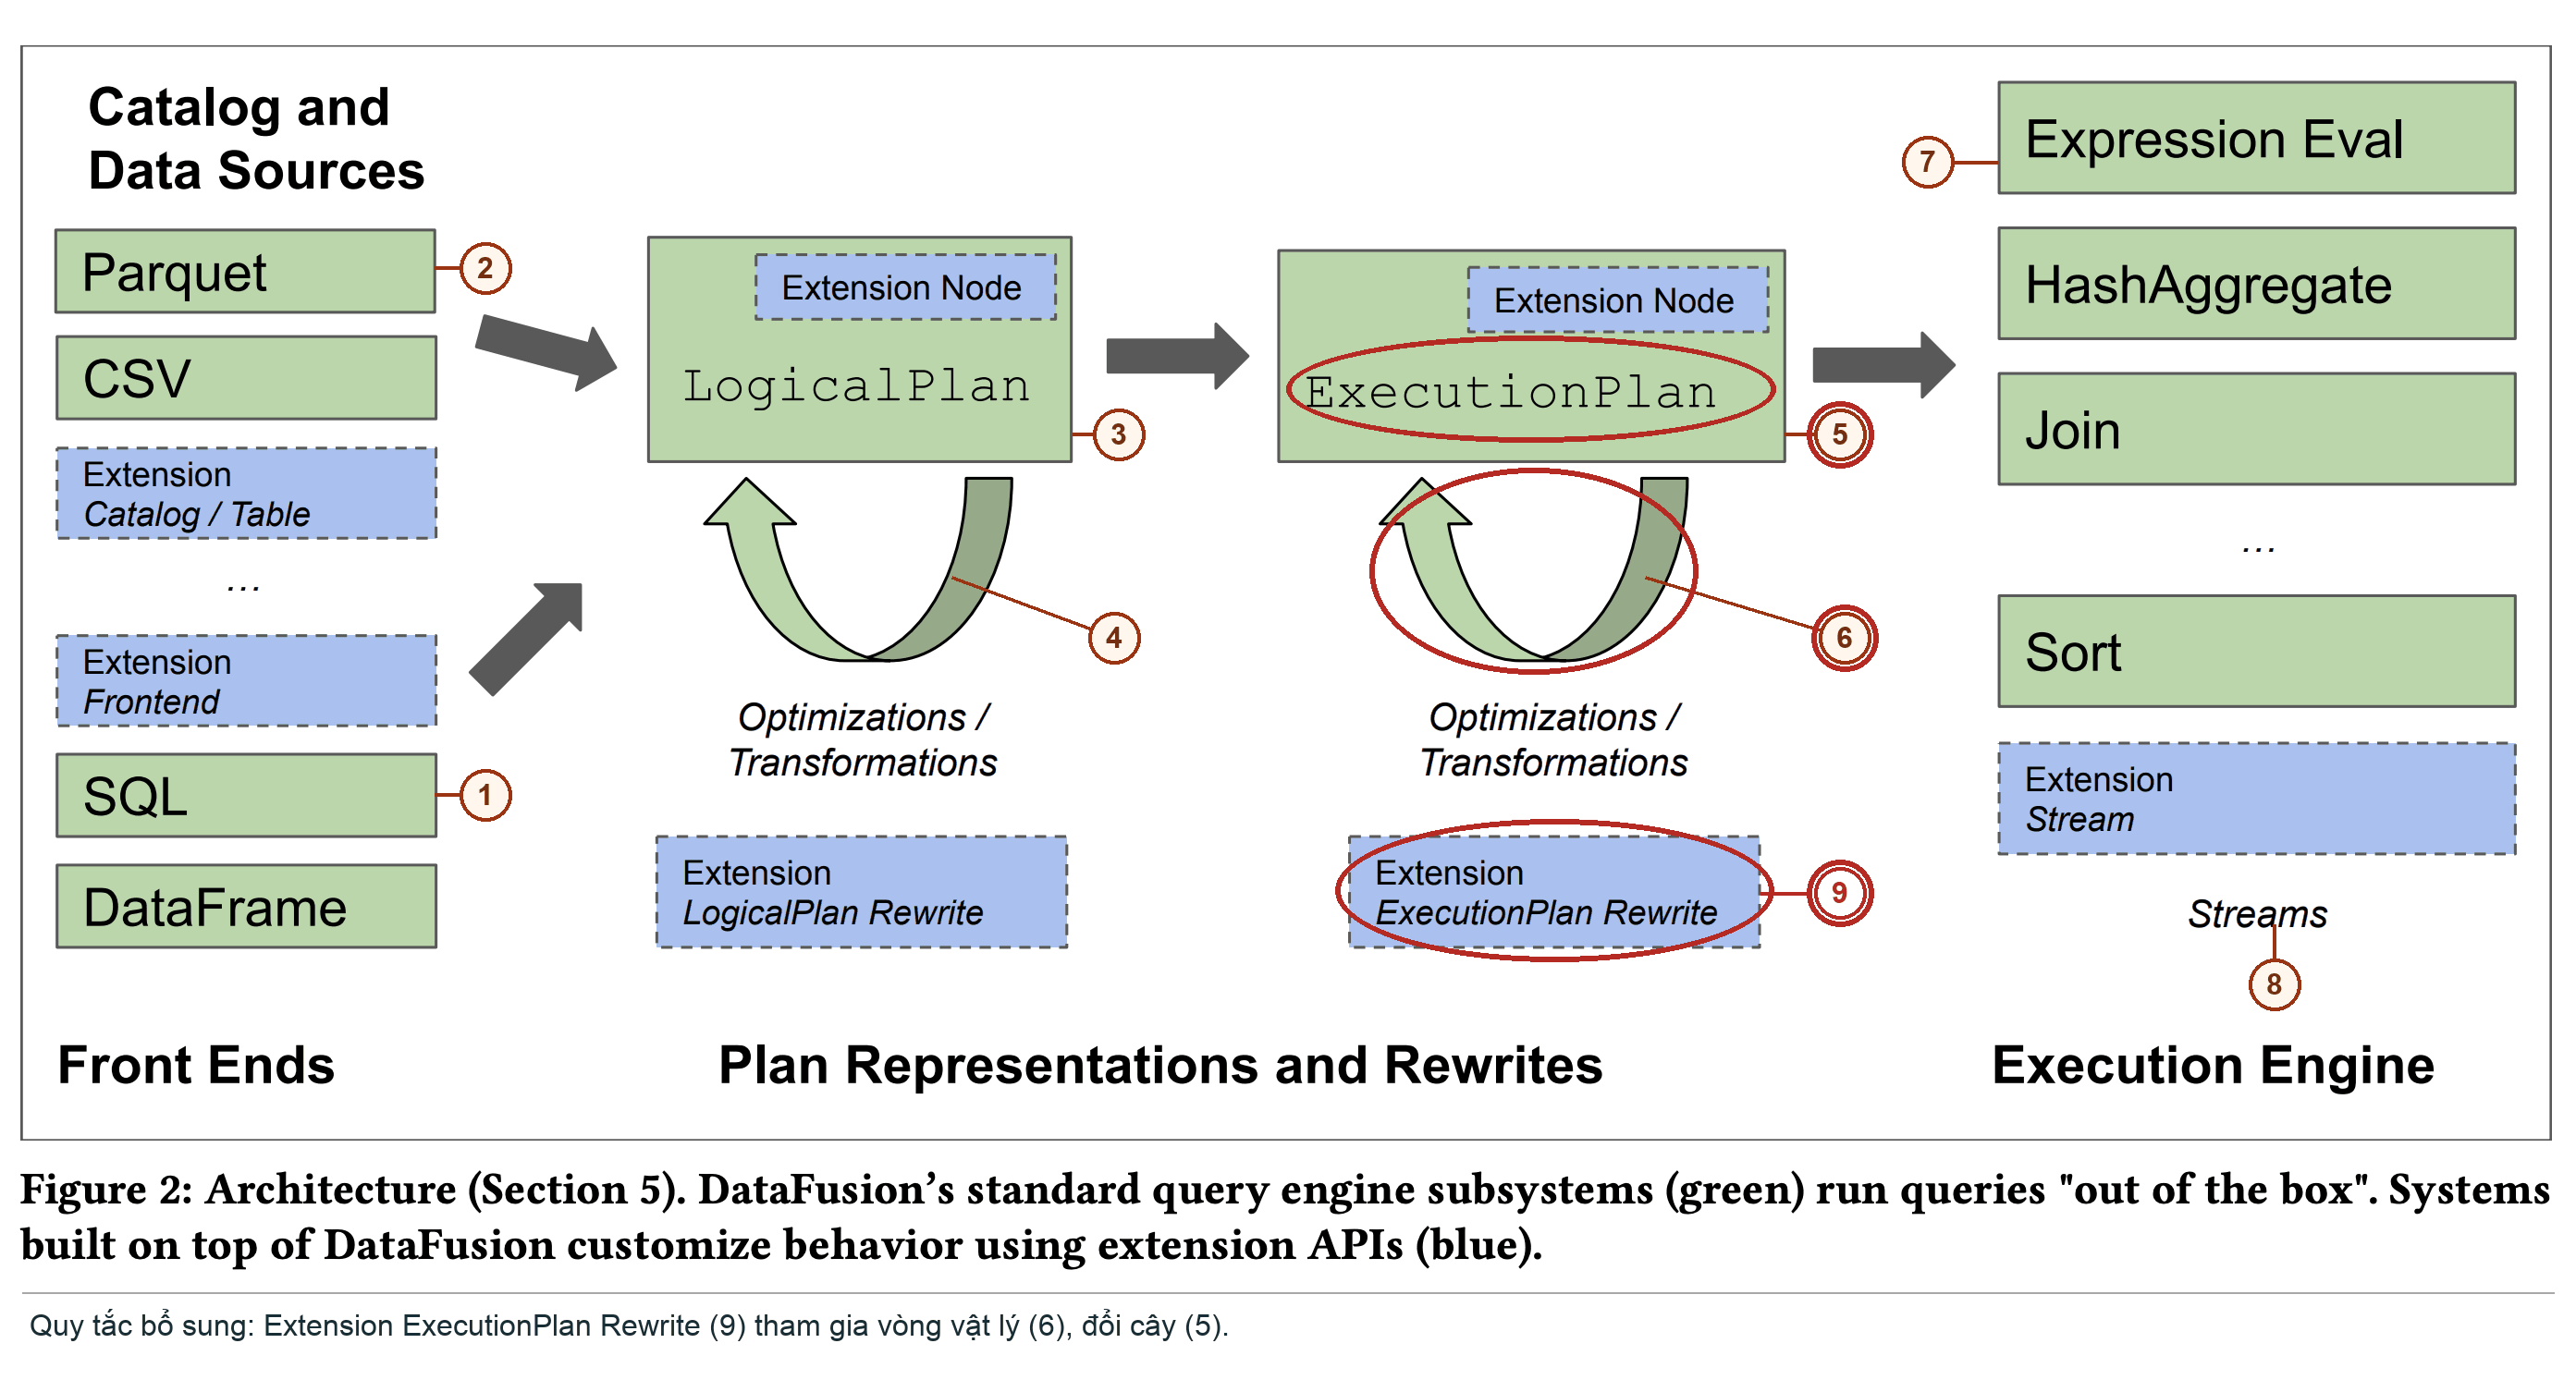 Catalog and
Data Sources
Parquet
2
CSV
Extension
Catalog / Table
...
Extension
Frontend
SQL
1
DataFrame
Front Ends
Extension Node
LogicalPlan
3
4
Optimizations /
Transformations
Extension
LogicalPlan Rewrite
Extension Node
ExecutionPlan
5
6
Optimizations /
Transformations
Extension
ExecutionPlan Rewrite
9
Plan Representations and Rewrites
7
Expression Eval
HashAggregate
Join
...
Sort
Extension
Stream
Streams
8
Execution Engine
Figure 2: Architecture (Section 5). DataFusion’s standard query engine subsystems (green) run queries "out of the box". Systems
built on top of DataFusion customize behavior using extension APIs (blue).
Quy tắc bổ sung: Extension ExecutionPlan Rewrite (9) tham gia vòng vật lý (6), đổi cây (5).